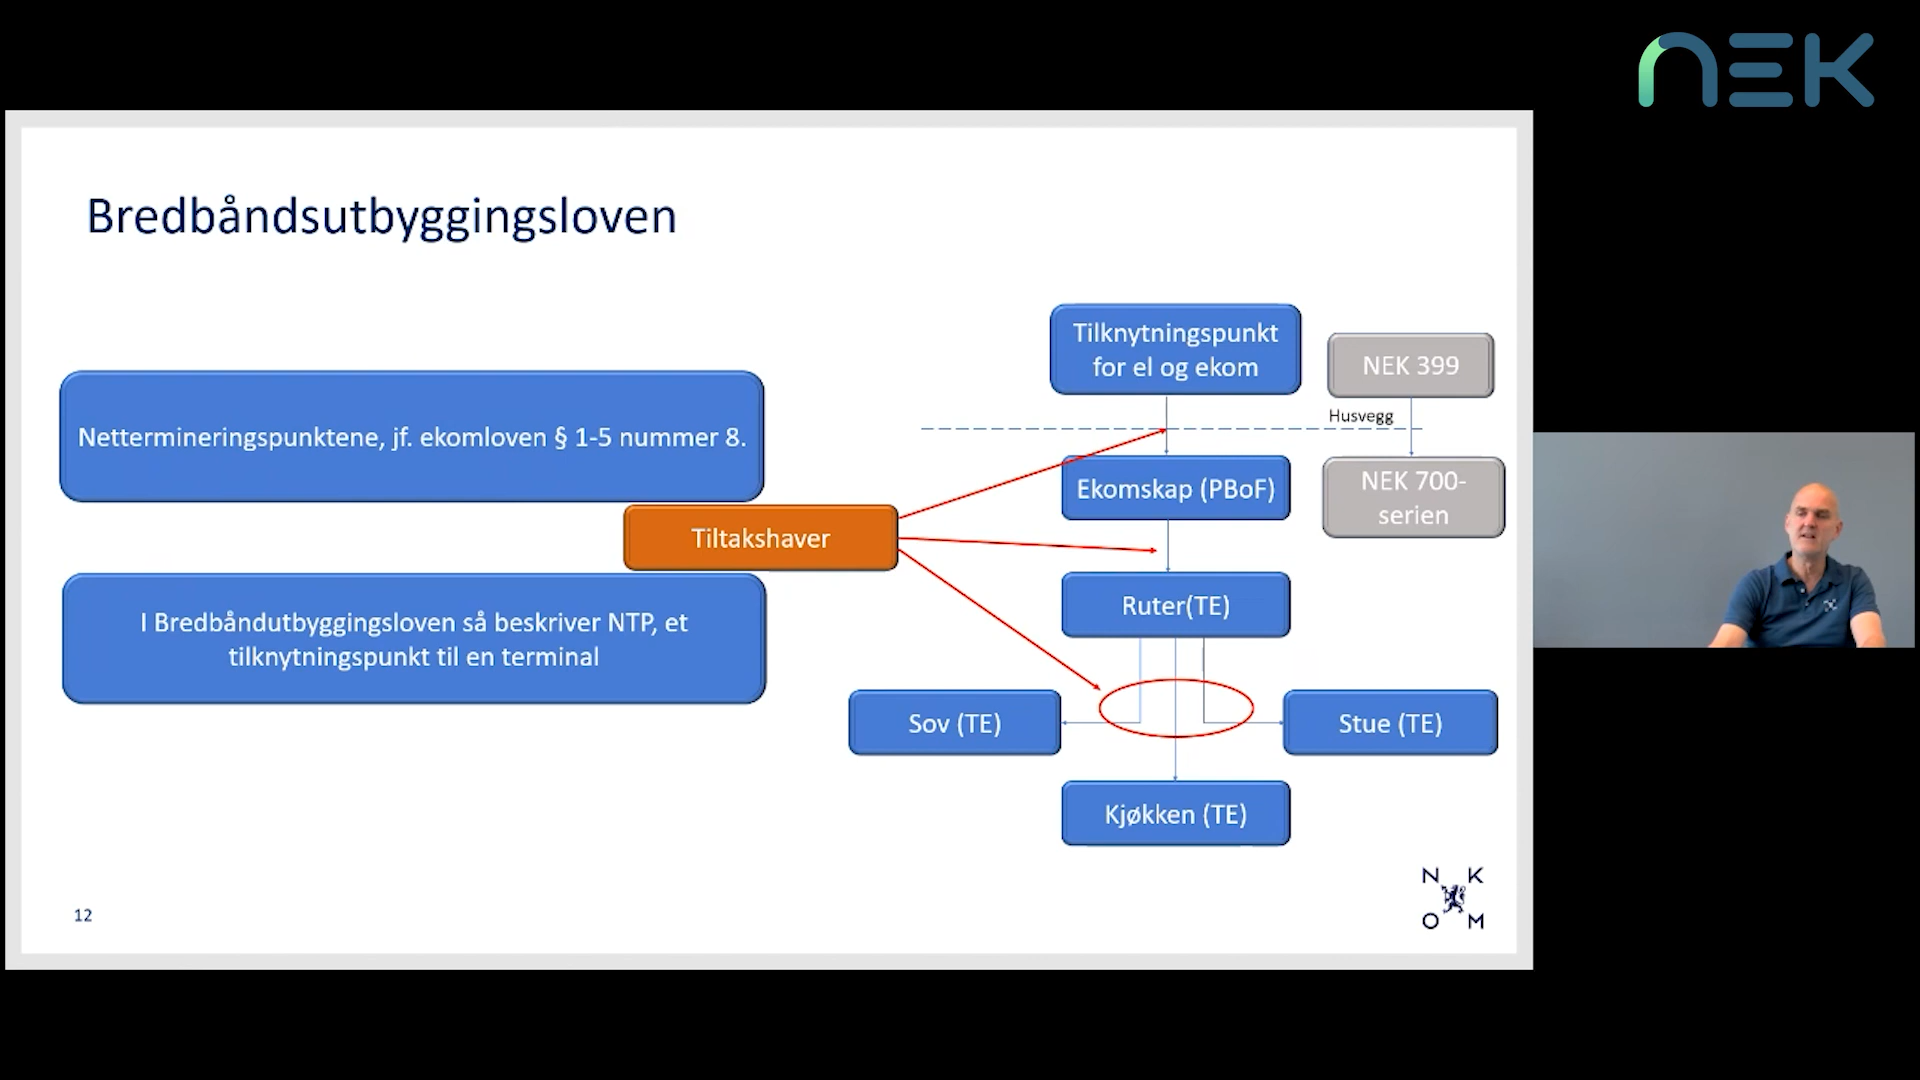 NEK
Bredbåndsutbyggingsloven
Nettermineringspunktene, jf. ekomloven § 1-5 nummer 8.
Tiltakshaver
I Bredbåndutbyggingsloven så beskriver NTP, et
tilknytningspunkt til en terminal
Tilknytningspunkt
for el og ekom
NEK 399
Husvegg
Ekomskap (PBoF)
NEK 700-
serien
Ruter(TE)
Sov (TE)
Stue (TE)
Kjøkken (TE)
12
N K
O M